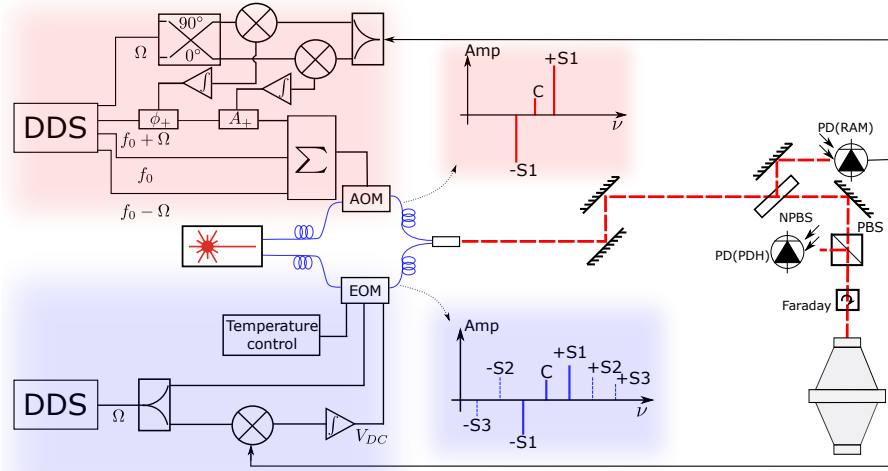 90°
0°
Ω
DDS
ϕ₊
A₊
f₀ + Ω
f₀
f₀ − Ω
∫
∫
Σ
AOM
Amp
+S1
C
ν
-S1
PD(RAM)
NPBS
PBS
PD(PDH)
Faraday
EOM
Temperature
control
DDS
Ω
∫
V_DC
Amp
+S1
-S2
C
+S2
+S3
ν
-S3
-S1